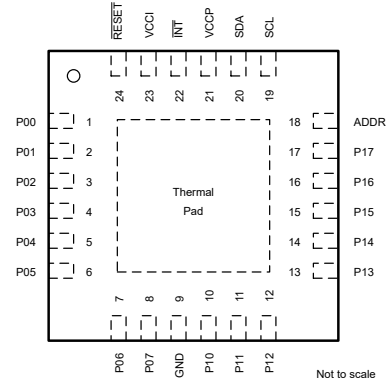 RESET VCCI INT VCCP SDA SCL
24 23 22 21 20 19
P00 1 18 ADDR
P01 2 17 P17
P02 3 16 P16
P03 4 15 P15
P04 5 14 P14
P05 6 13 P13
Thermal
Pad
7 8 9 10 11 12
P06 P07 GND P10 P11 P12
Not to scale